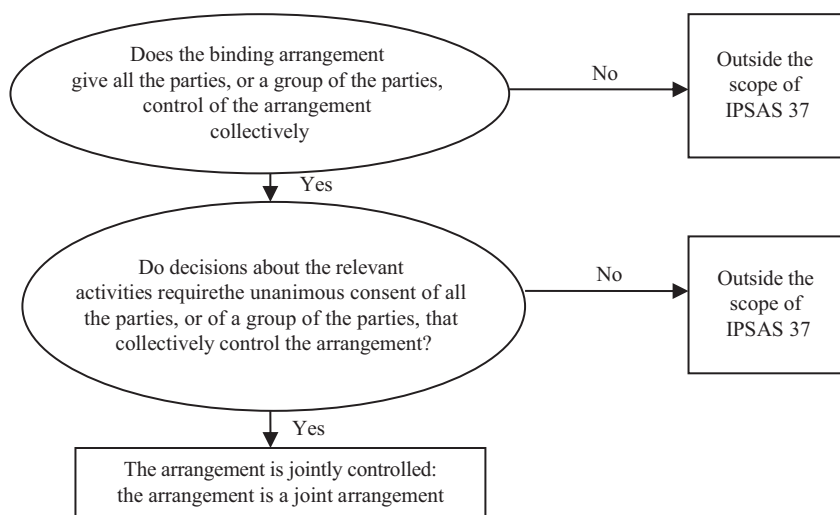 Does the binding arrangement
give all the parties, or a group of the parties,
control of the arrangement
collectively
No
Outside the
scope of
IPSAS 37
Yes
Do decisions about the relevant
activities requirethe unanimous consent of all
the parties, or of a group of the parties, that
collectively control the arrangement?
No
Outside the
scope of
IPSAS 37
Yes
The arrangement is jointly controlled:
the arrangement is a joint arrangement